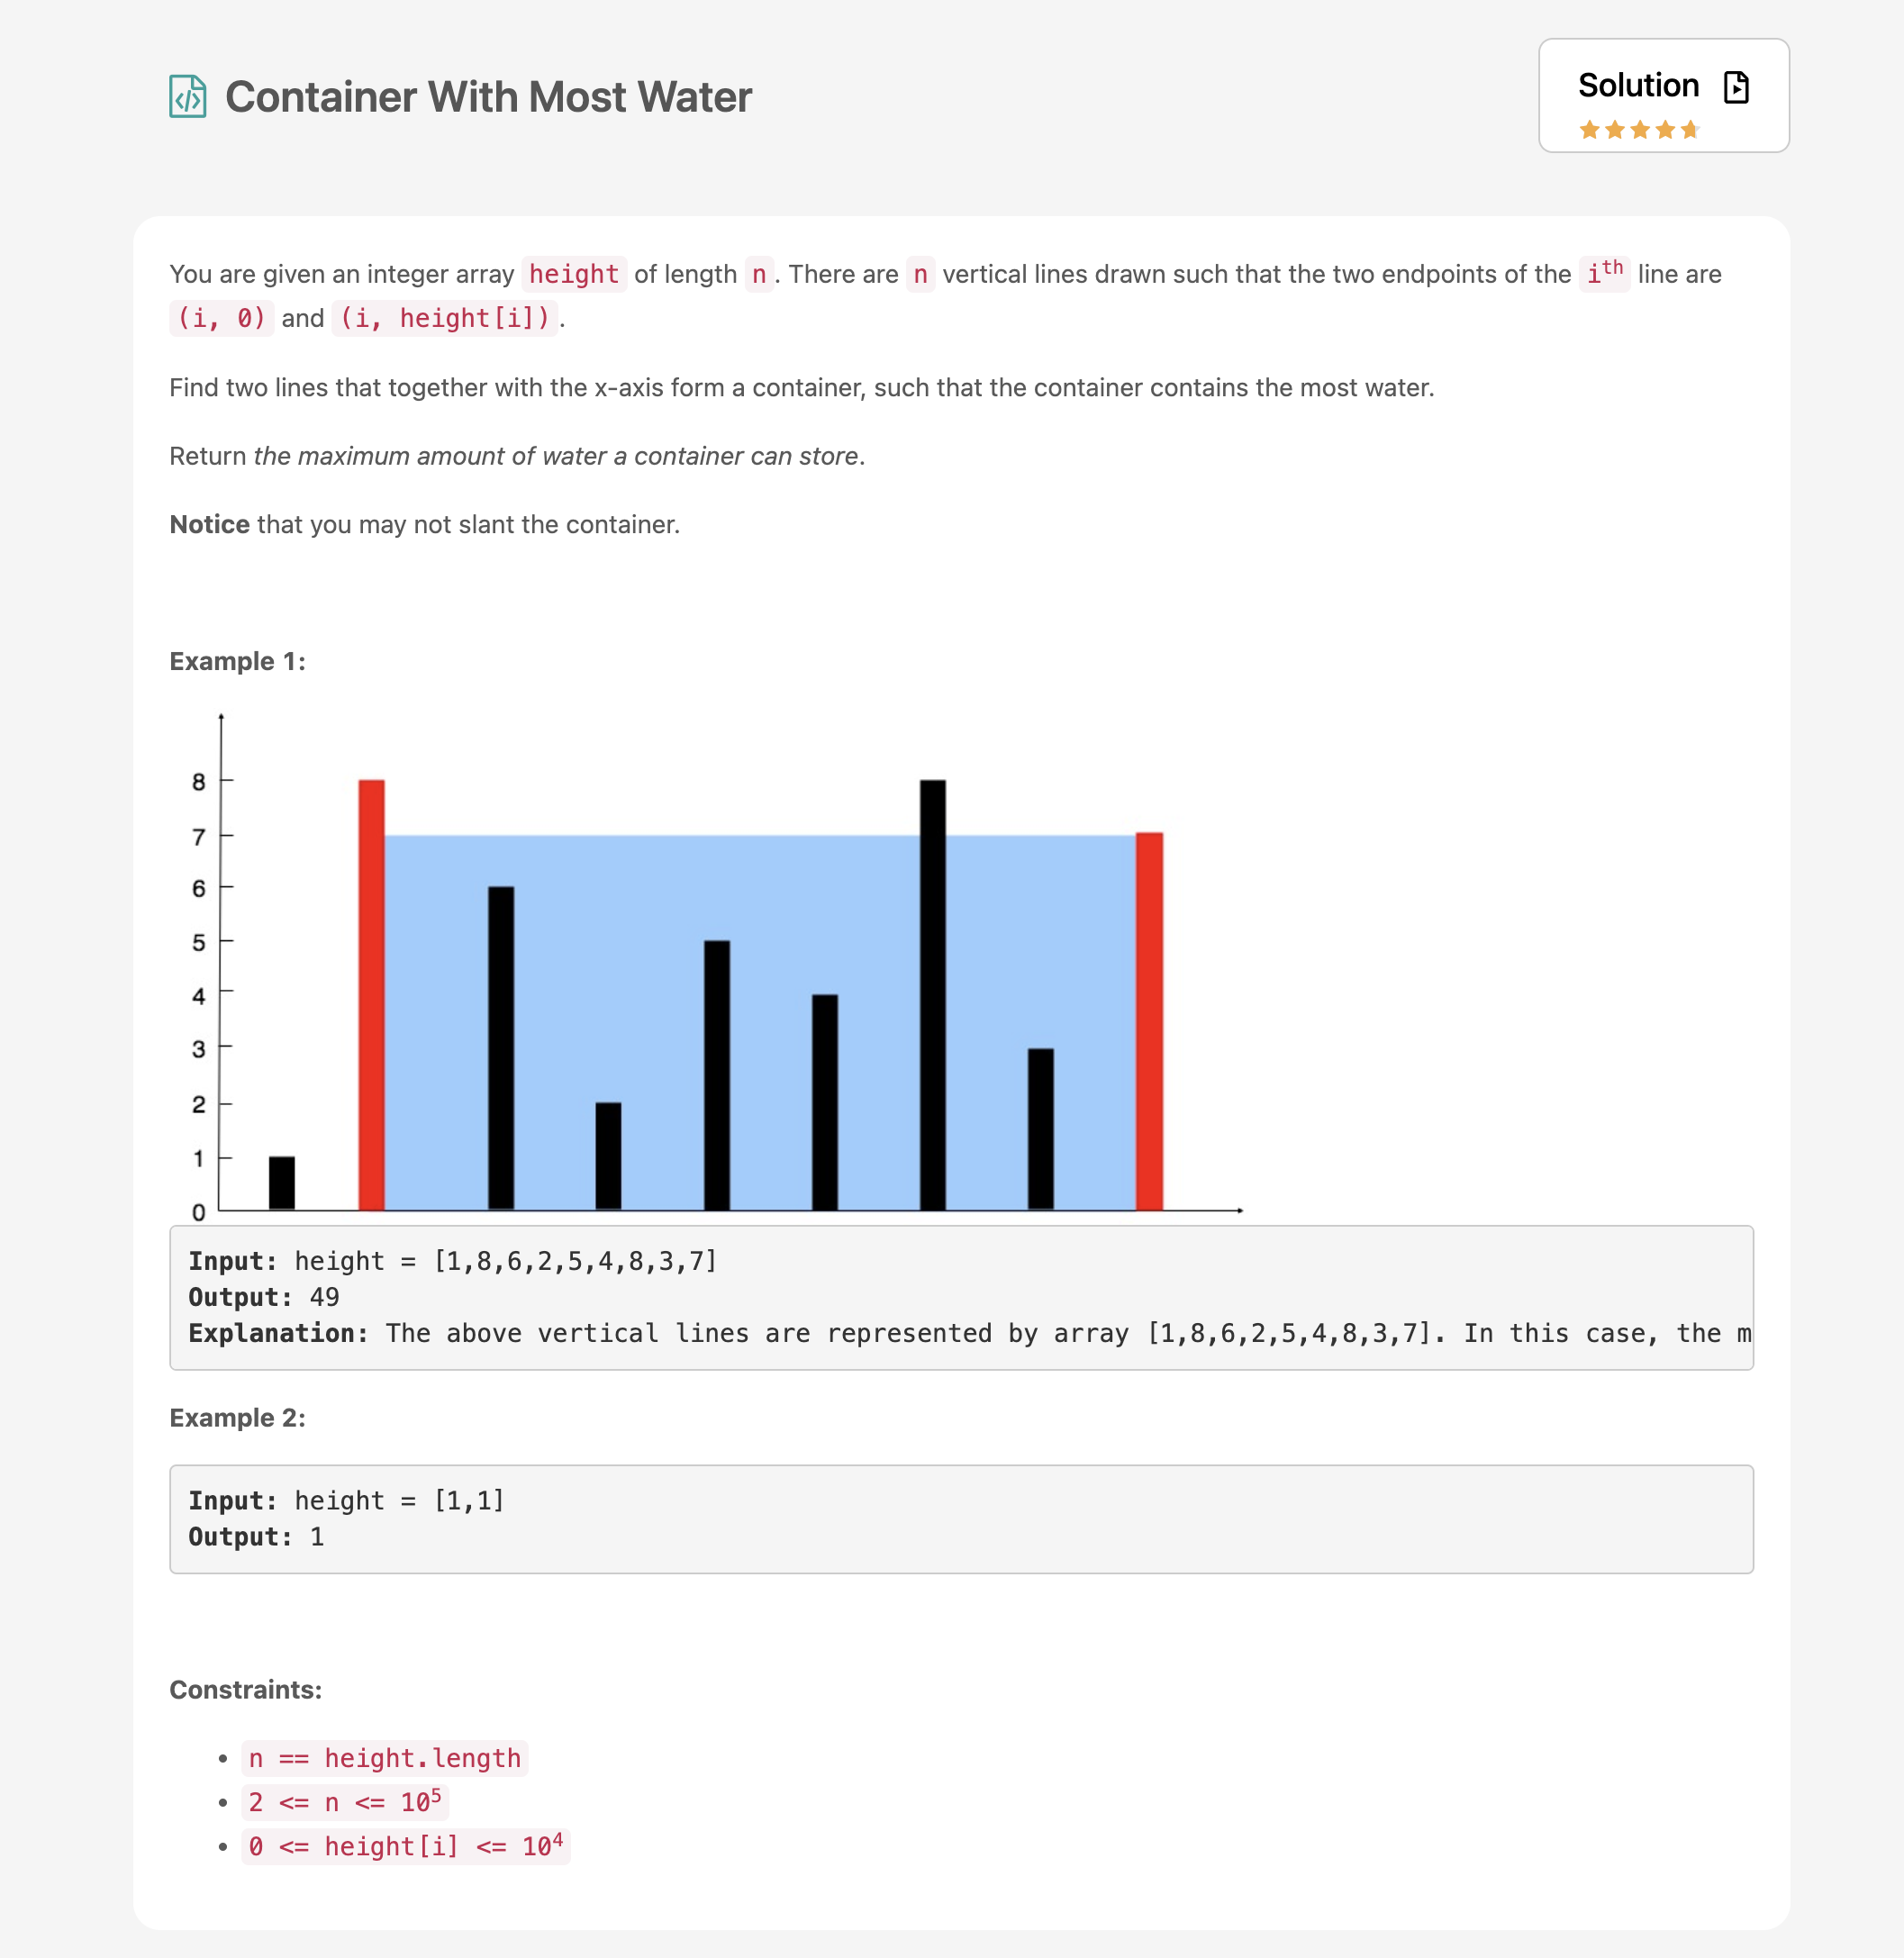 Container With Most Water
Solution
You are given an integer array height of length n. There are n vertical lines drawn such that the two endpoints of the iᵗʰ line are
(i, 0) and (i, height[i]).
Find two lines that together with the x-axis form a container, such that the container contains the most water.
Return the maximum amount of water a container can store.
Notice that you may not slant the container.
Example 1:
8
7
6
5
4
3
2
1
0
Input: height = [1,8,6,2,5,4,8,3,7]
Output: 49
Explanation: The above vertical lines are represented by array [1,8,6,2,5,4,8,3,7]. In this case, the m
Example 2:
Input: height = [1,1]
Output: 1
Constraints:
n == height.length
2 <= n <= 10⁵
0 <= height[i] <= 10⁴